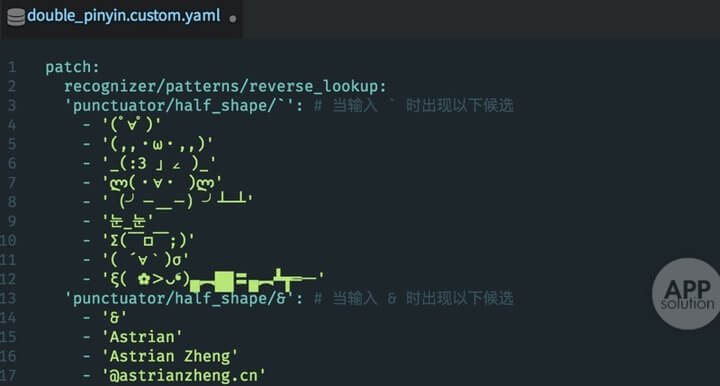 double_pinyin.custom.yaml
1 patch:
2 recognizer/patterns/reverse_lookup:
3 'punctuator/half_shape/`': # 当输入 ` 时出现以下候选
4 - '(ﾟ∀ﾟ)'
5 - '(,,・ω・,,)'
6 - '_(:3 」∠ )_'
7 - 'ლ(・∀・ )ლ'
8 - ' (╯－＿－)╯┴—┴'
9 - '눈_눈'
10 - 'Σ(￣□￣;)'
11 - '( ´∀｀)σ'
12 - 'ξ( ✿＞◡❛)▄︻▇〓▄︻┻┳═一'
13 'punctuator/half_shape/&': # 当输入 & 时出现以下候选
14 - '&'
15 - 'Astrian'
16 - 'Astrian Zheng'
17 - '@astrianzheng.cn'
APP
solution